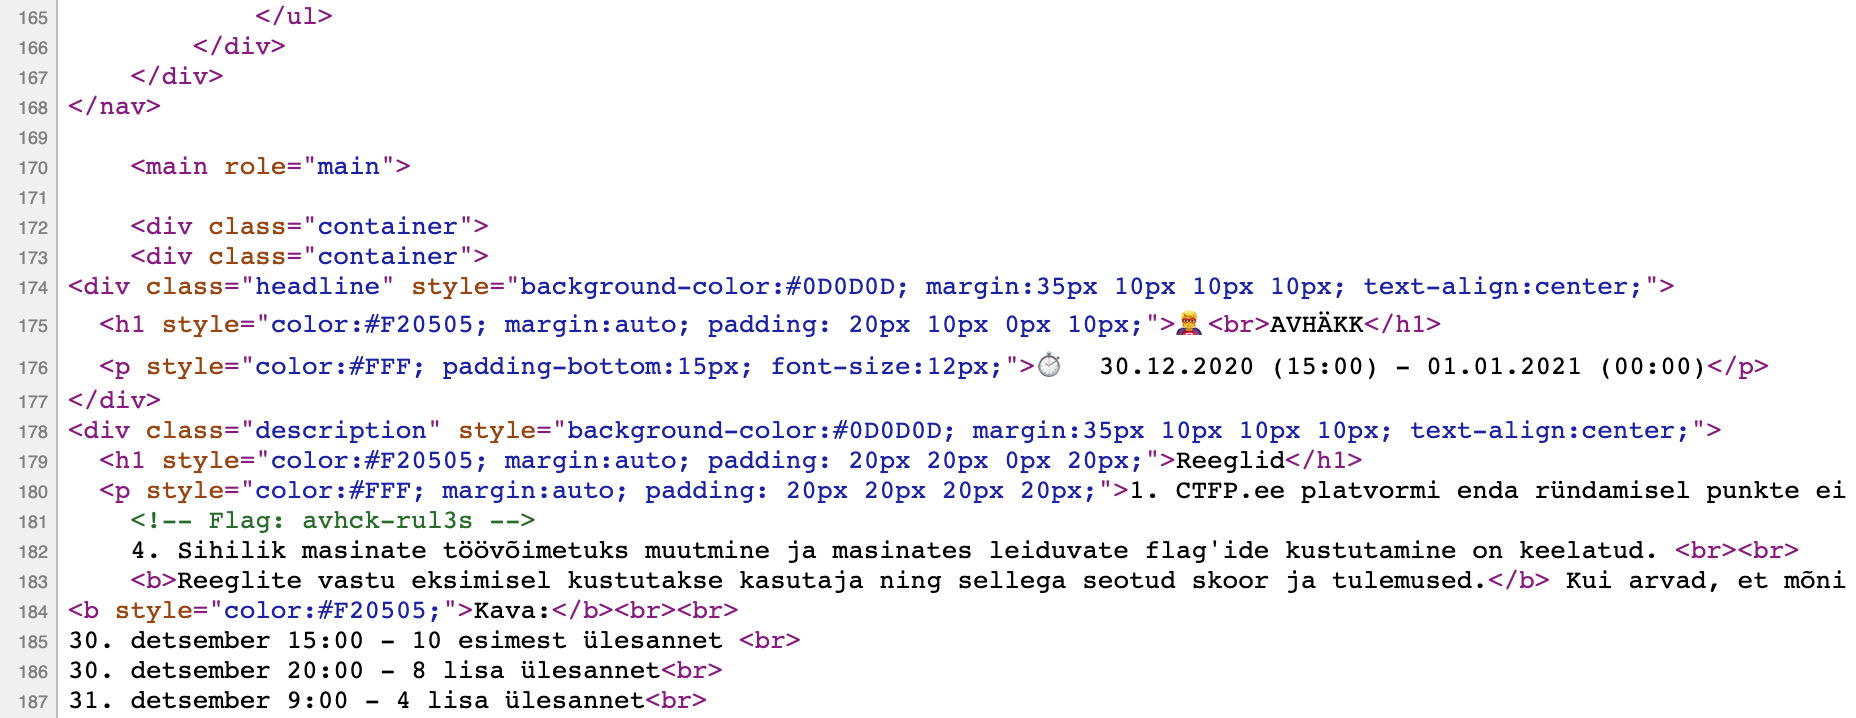 165 </ul>
166 </div>
167 </div>
168 </nav>
169
170 <main role="main">
171
172 <div class="container">
173 <div class="container">
174 <div class="headline" style="background-color:#0D0D0D; margin:35px 10px 10px 10px; text-align:center;">
175 <h1 style="color:#F20505; margin:auto; padding: 20px 10px 0px 10px;">🦸<br>AVHÄKK</h1>
176 <p style="color:#FFF; padding-bottom:15px; font-size:12px;">⏱ 30.12.2020 (15:00) - 01.01.2021 (00:00)</p>
177 </div>
178 <div class="description" style="background-color:#0D0D0D; margin:35px 10px 10px 10px; text-align:center;">
179 <h1 style="color:#F20505; margin:auto; padding: 20px 20px 0px 20px;">Reeglid</h1>
180 <p style="color:#FFF; margin:auto; padding: 20px 20px 20px 20px;">1. CTFP.ee platvormi enda ründamisel punkte ei
181 <!-- Flag: avhck-rul3s -->
182 4. Sihilik masinate töövõimetuks muutmine ja masinates leiduvate flag'ide kustutamine on keelatud. <br><br>
183 <b>Reeglite vastu eksimisel kustutakse kasutaja ning sellega seotud skoor ja tulemused.</b> Kui arvad, et mõni
184 <b style="color:#F20505;">Kava:</b><br><br>
185 30. detsember 15:00 - 10 esimest ülesannet <br>
186 30. detsember 20:00 - 8 lisa ülesannet<br>
187 31. detsember 9:00 - 4 lisa ülesannet<br>